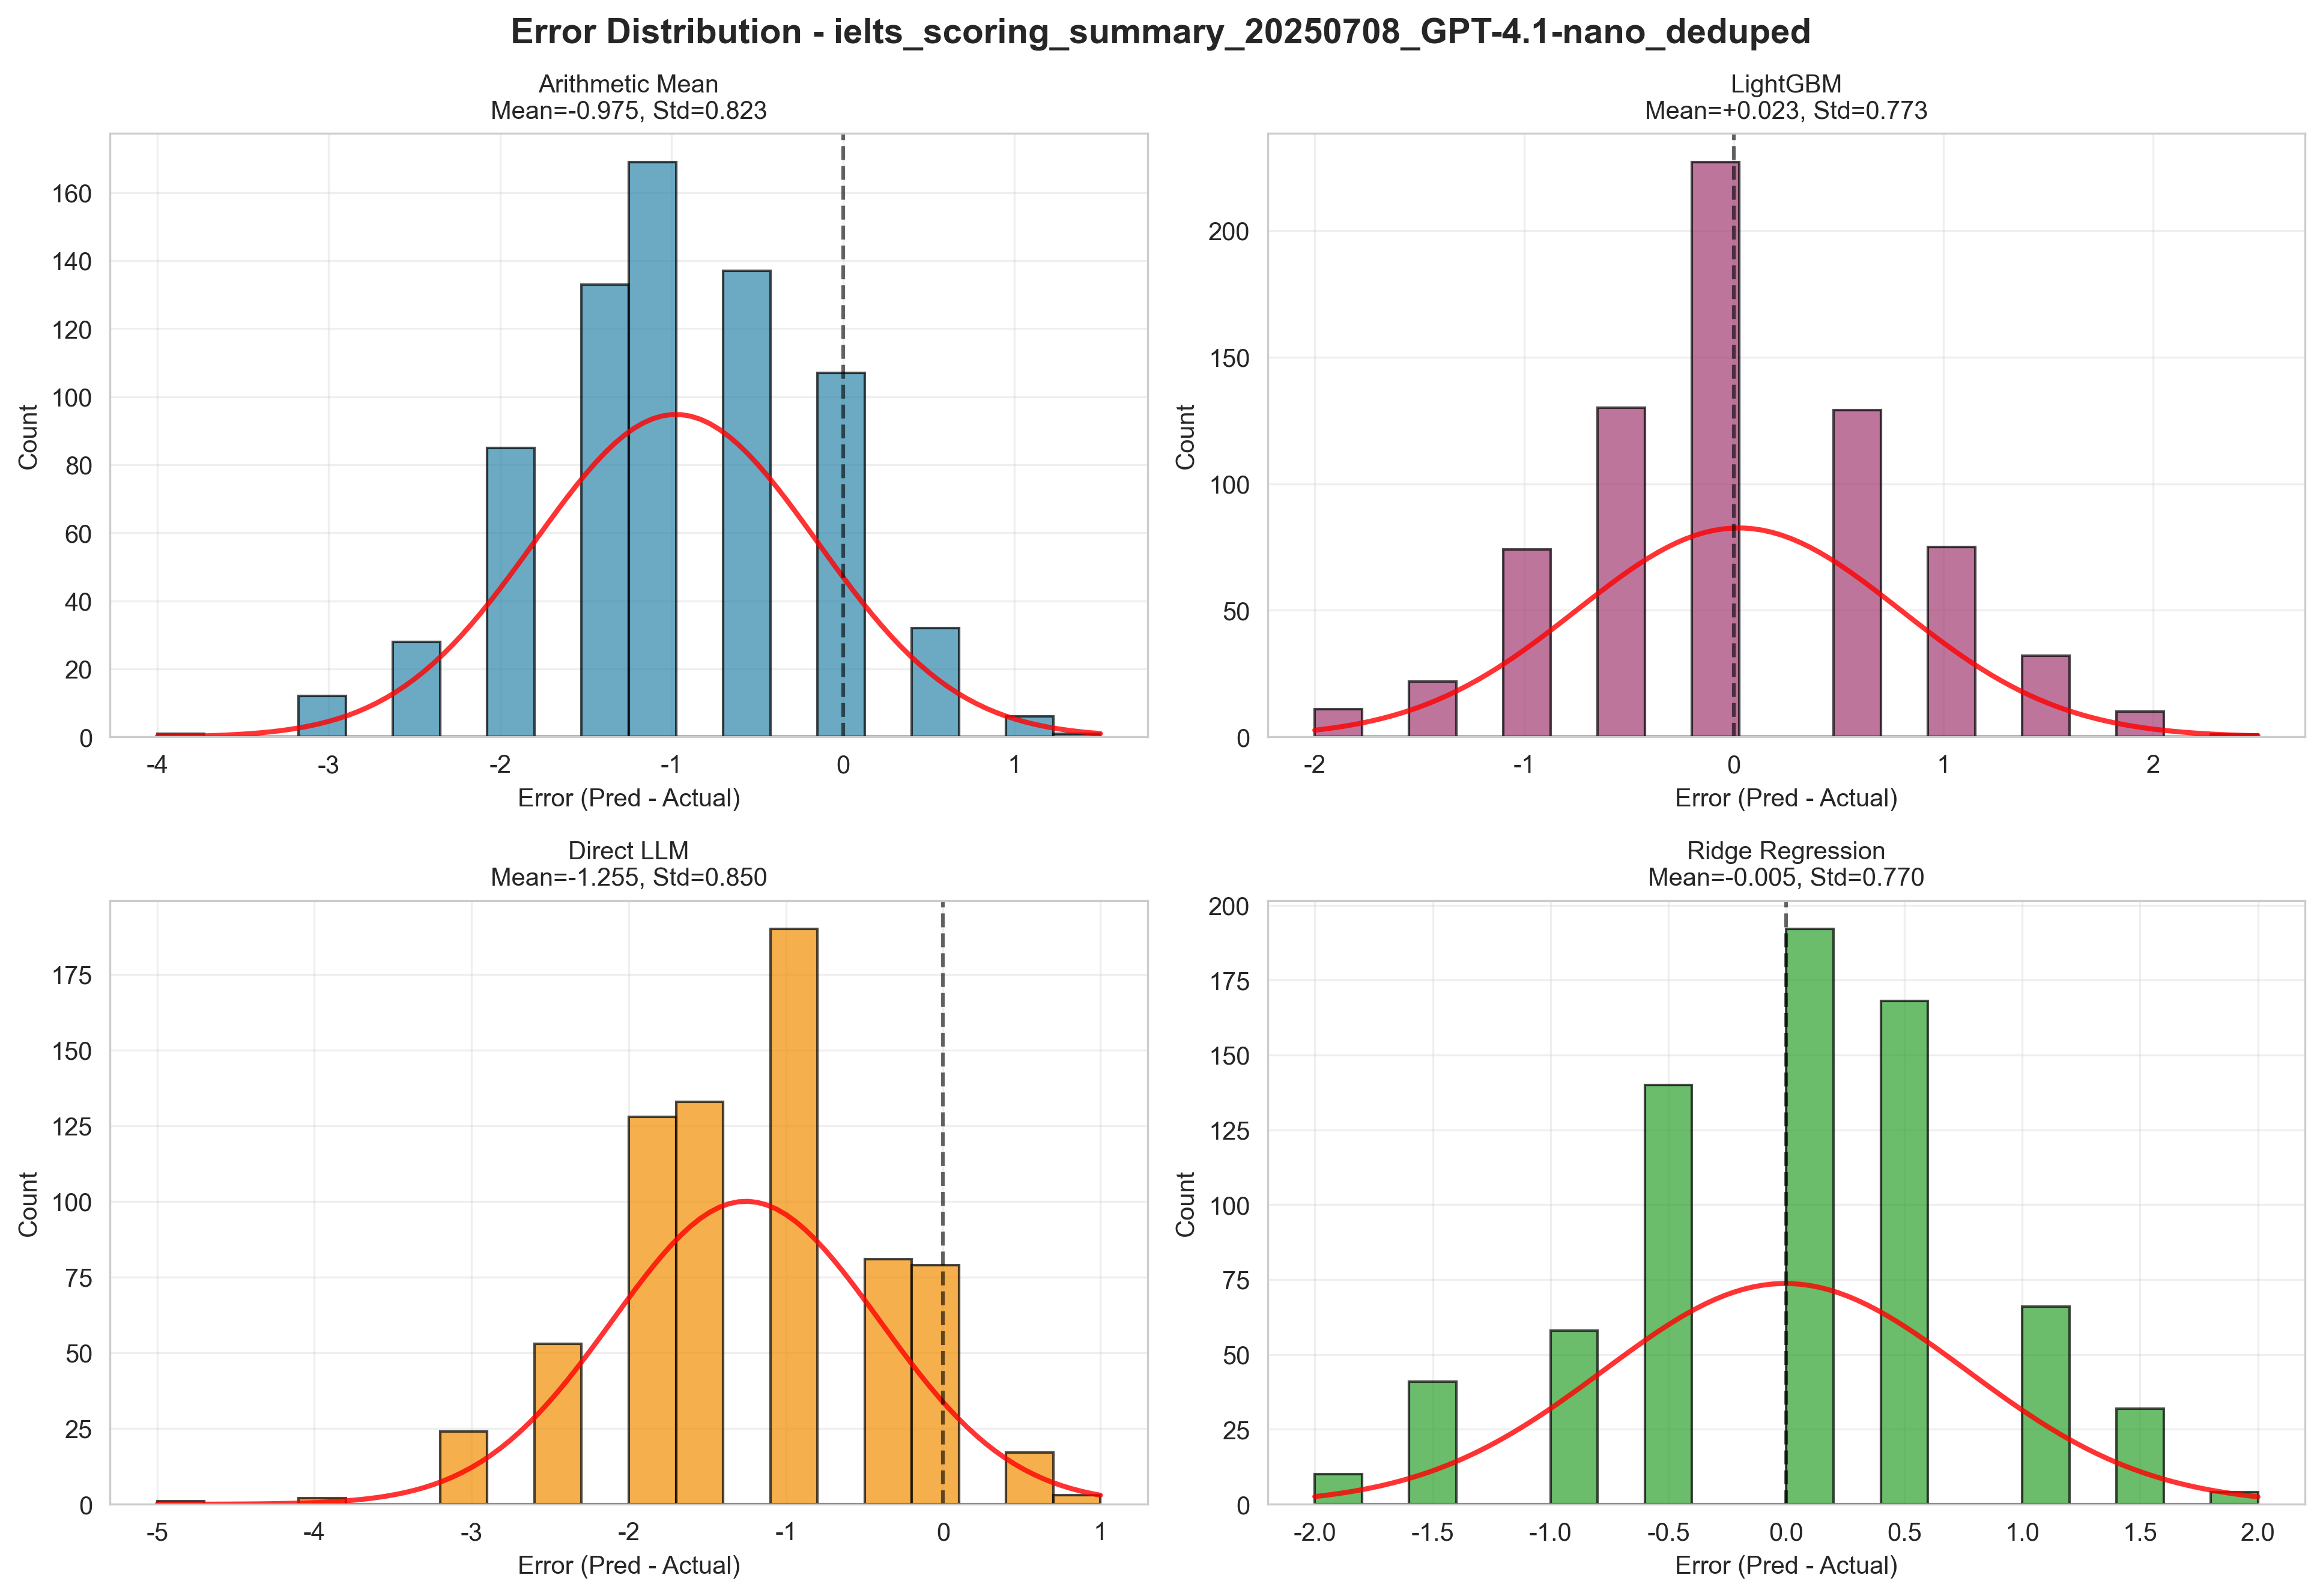 Error Distribution - ielts_scoring_summary_20250708_GPT-4.1-nano_deduped
Arithmetic Mean
Mean=-0.975, Std=0.823
Count
160
140
120
100
80
60
40
20
0
-4 -3 -2 -1 0 1
Error (Pred - Actual)
LightGBM
Mean=+0.023, Std=0.773
Count
200
150
100
50
0
-2 -1 0 1 2
Error (Pred - Actual)
Direct LLM
Mean=-1.255, Std=0.850
Count
175
150
125
100
75
50
25
0
-5 -4 -3 -2 -1 0 1
Error (Pred - Actual)
Ridge Regression
Mean=-0.005, Std=0.770
Count
200
175
150
125
100
75
50
25
0
-2.0 -1.5 -1.0 -0.5 0.0 0.5 1.0 1.5 2.0
Error (Pred - Actual)